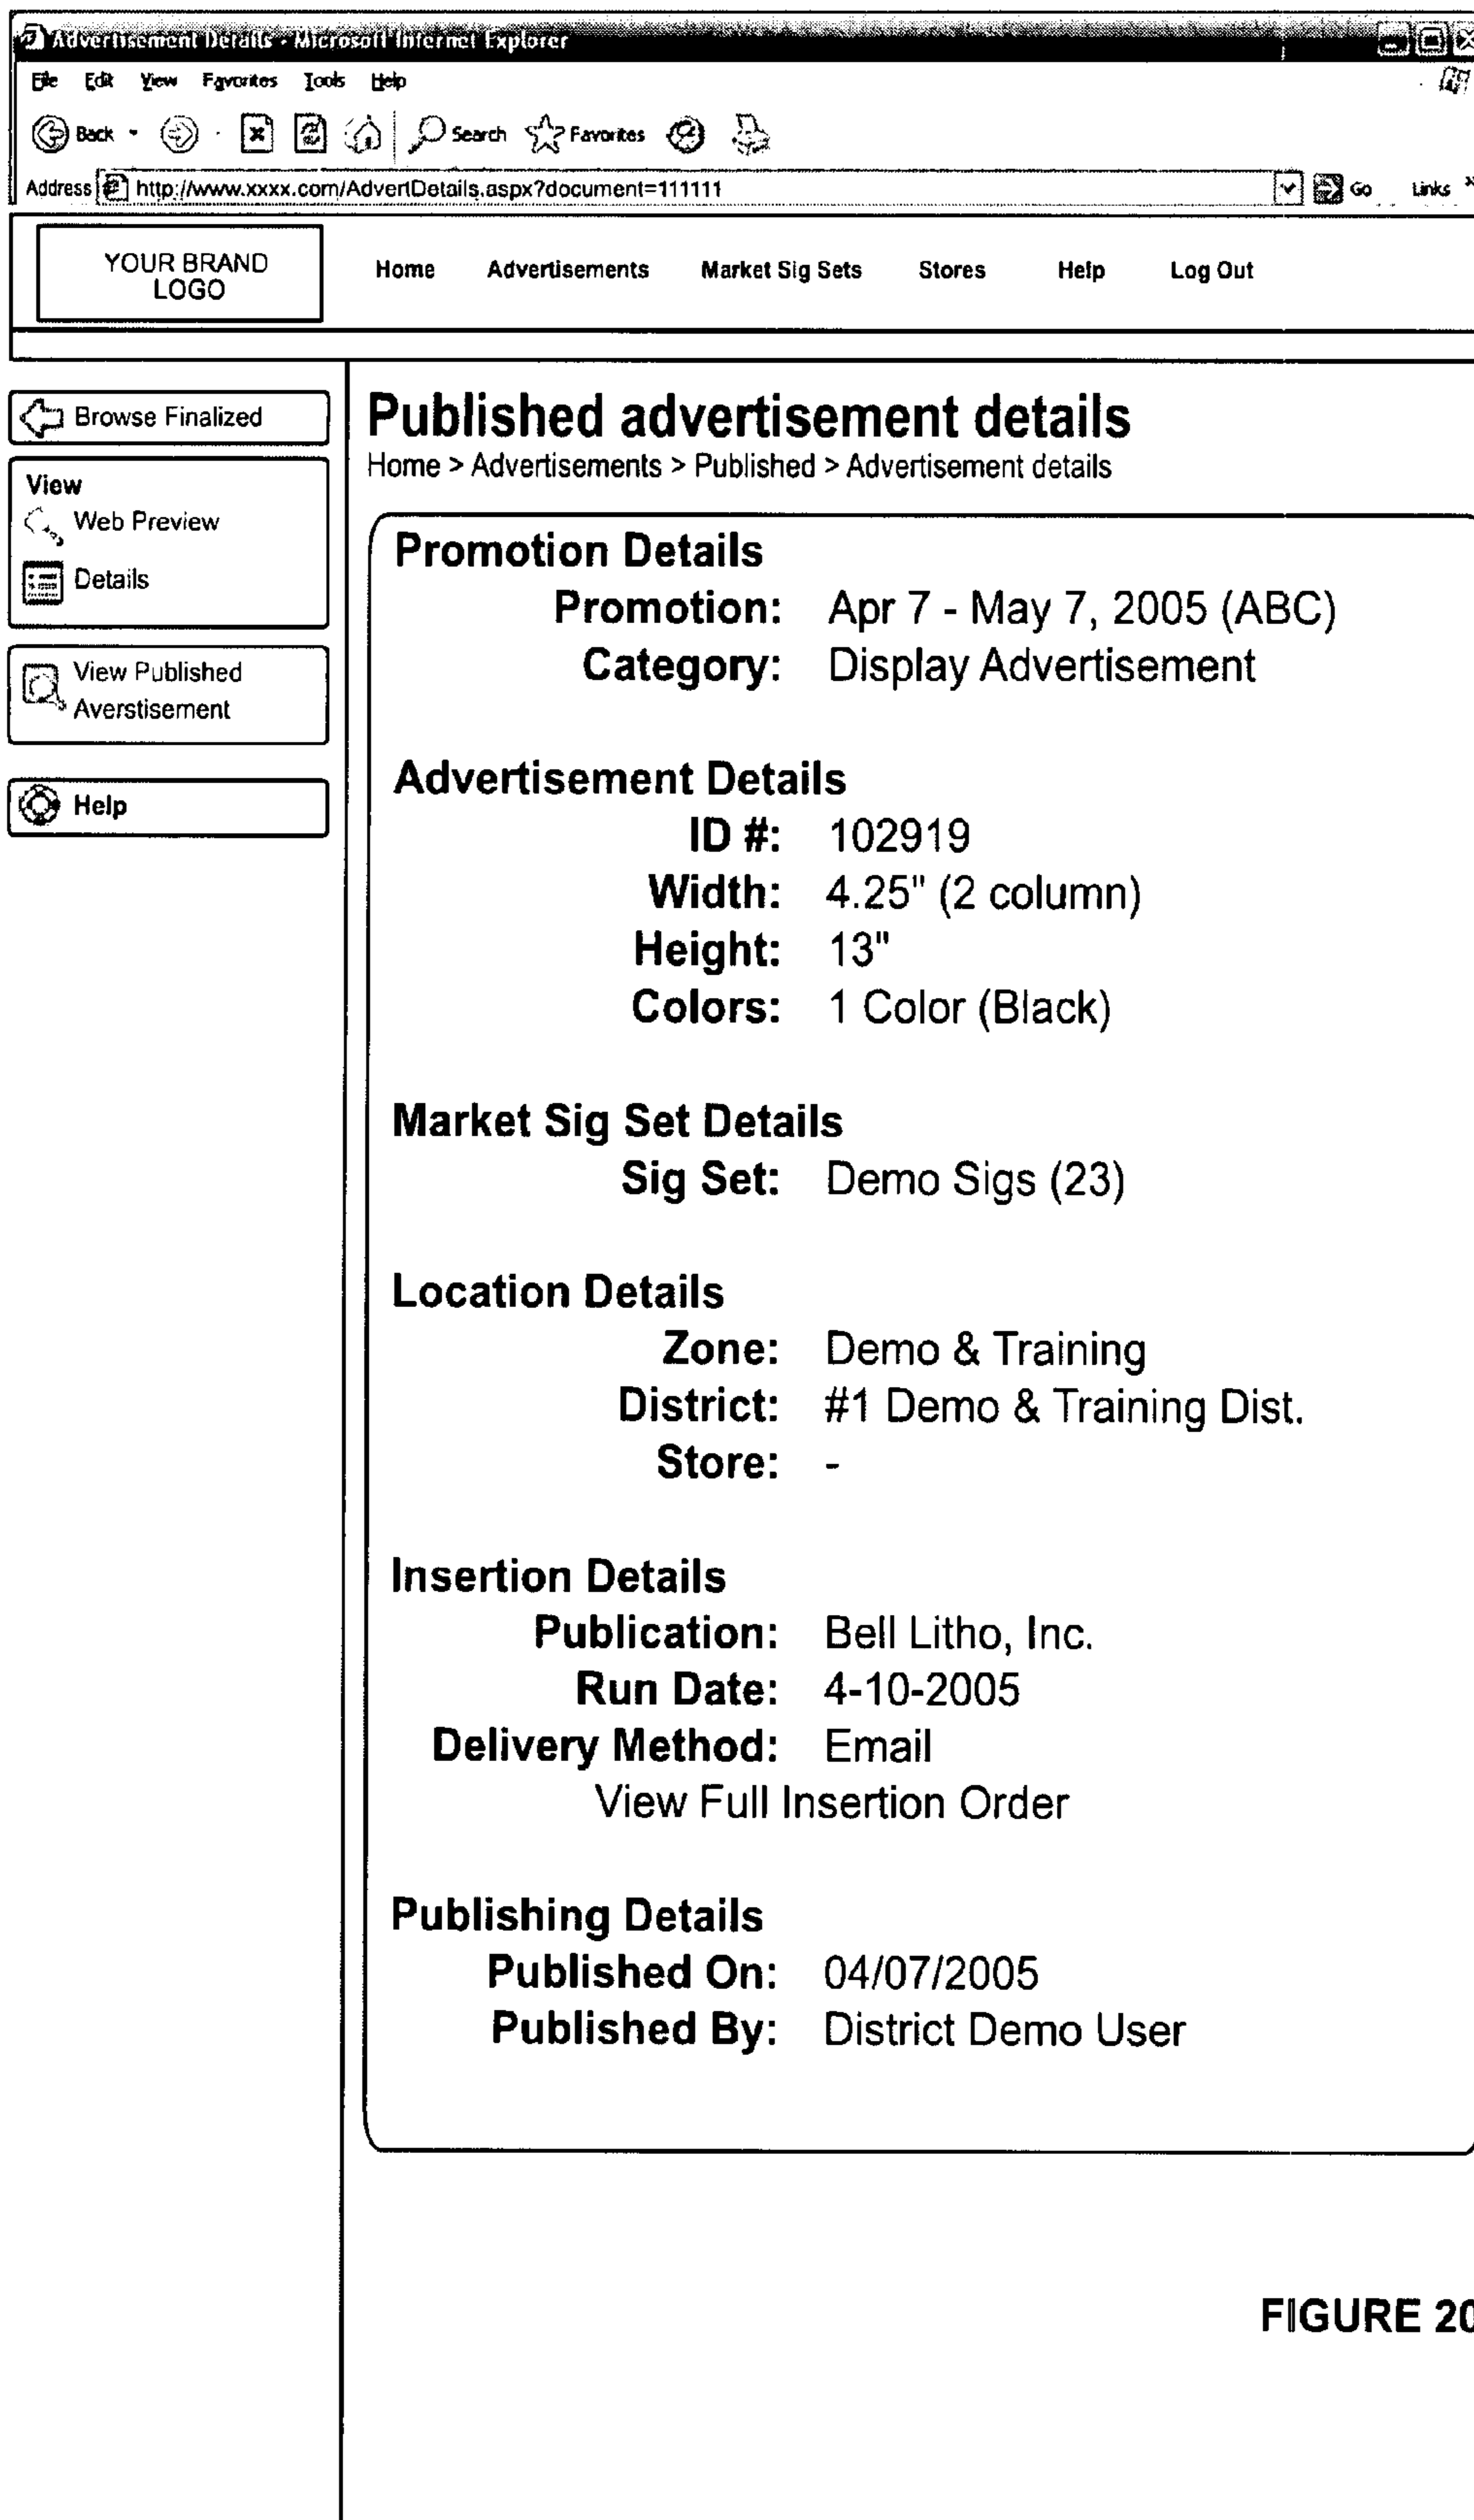 Advertisement Details - Microsoft Internet Explorer
File Edit View Favorites Tools Help
Back Search Favorites
Address http://www.xxxx.com/AdvertDetails.aspx?document=111111 Go Links
YOUR BRAND
LOGO
Home Advertisements Market Sig Sets Stores Help Log Out
Browse Finalized
View
Web Preview
Details
View Published
Averstisement
Help
Published advertisement details
Home > Advertisements > Published > Advertisement details
Promotion Details
Promotion: Apr 7 - May 7, 2005 (ABC)
Category: Display Advertisement
Advertisement Details
ID #: 102919
Width: 4.25" (2 column)
Height: 13"
Colors: 1 Color (Black)
Market Sig Set Details
Sig Set: Demo Sigs (23)
Location Details
Zone: Demo & Training
District: #1 Demo & Training Dist.
Store: -
Insertion Details
Publication: Bell Litho, Inc.
Run Date: 4-10-2005
Delivery Method: Email
View Full Insertion Order
Publishing Details
Published On: 04/07/2005
Published By: District Demo User
FIGURE 20